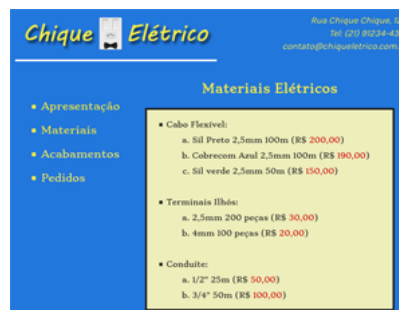 Chique Elétrico
Rua Chique Chique, 12
Tel: (21) 91234-43
contato@chiqueletrico.com.
Materiais Elétricos
Apresentação
Materiais
Acabamentos
Pedidos
Cabo Flexível:
a. Sil Preto 2,5mm 100m (R$ 200,00)
b. Cobrecom Azul 2,5mm 100m (R$ 190,00)
c. Sil verde 2,5mm 50m (R$ 150,00)
Terminais Ilhós:
a. 2,5mm 200 peças (R$ 30,00)
b. 4mm 100 peças (R$ 20,00)
Conduíte:
a. 1/2" 25m (R$ 50,00)
b. 3/4" 50m (R$ 100,00)